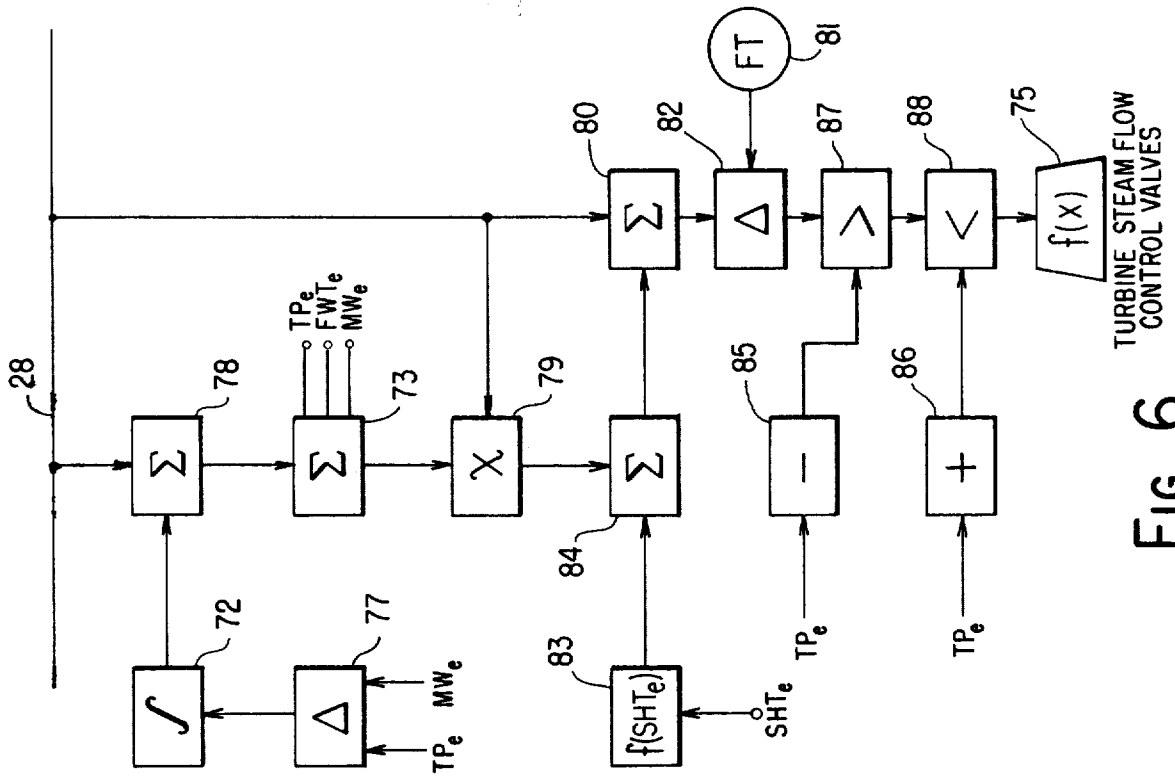 28
Σ
78
TPe
FWTe
MWe
Σ
73
∫
72
Δ
77
TPe
MWe
X
79
Σ
80
FT
81
Δ
82
f(SHTe)
83
SHTe
Σ
84
TPe
−
85
>
87
TPe
+
86
<
88
f(x)
75
TURBINE STEAM FLOW
CONTROL VALVES
FIG 6